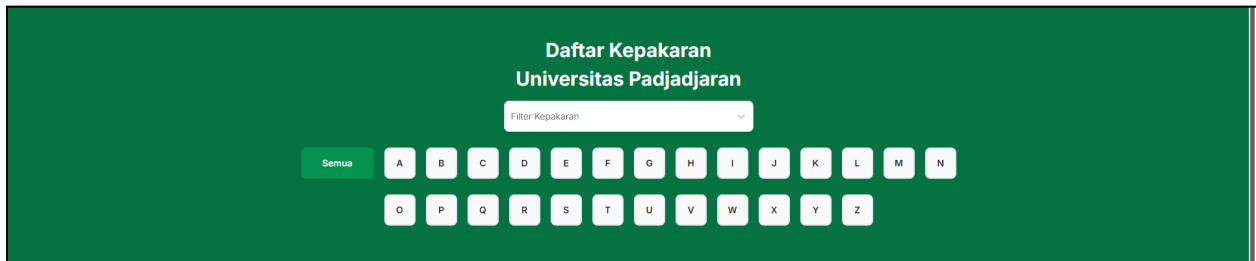 Daftar Kepakaran
Universitas Padjadjaran
Filter Kepakaran
Semua A B C D E F G H I J K L M N
O P Q R S T U V W X Y Z